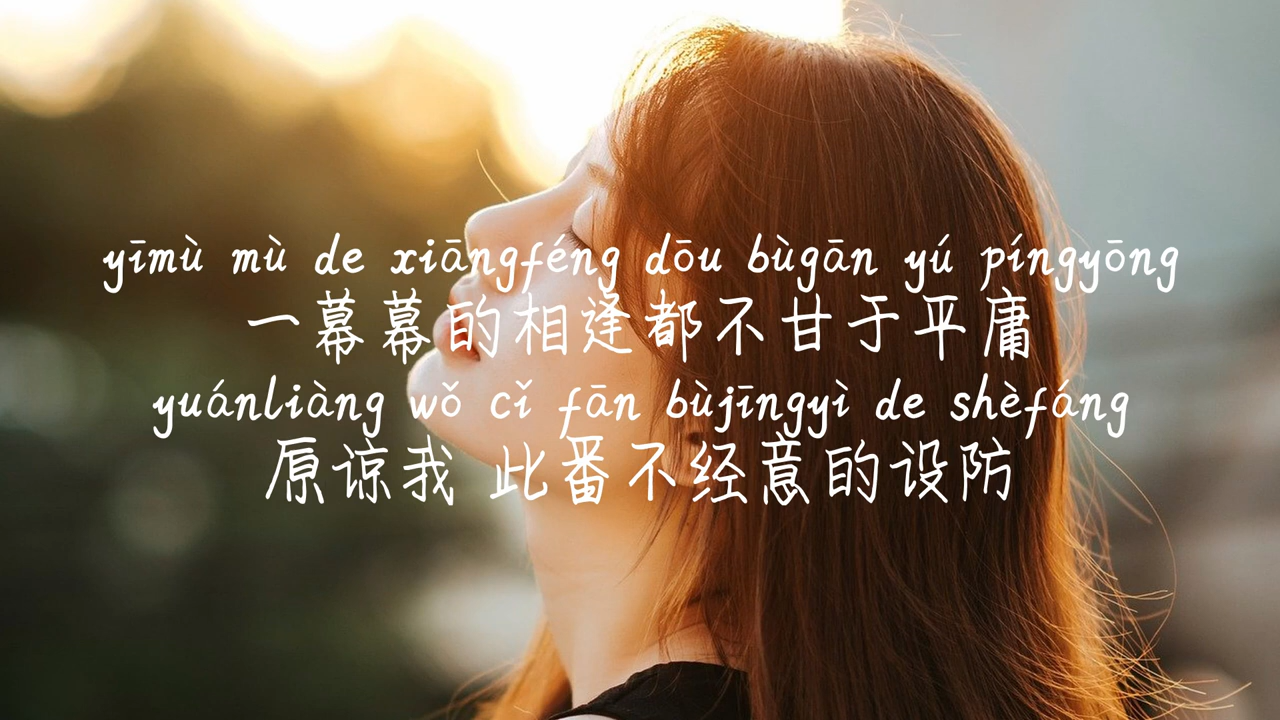 yīmù mù de xiāngféng dōu bùgān yú píngyōng
一幕幕的相逢都不甘于平庸
yuánliàng wǒ cǐ fān bùjīngyì de shèfáng
原谅我 此番不经意的设防